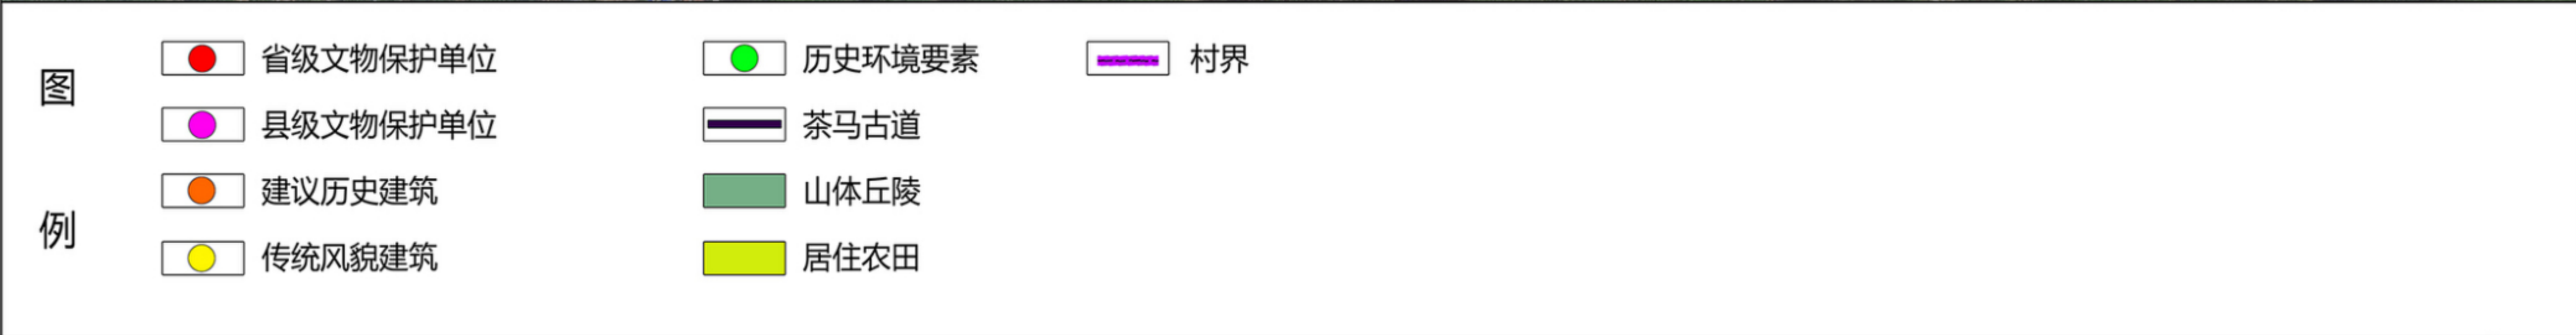 图例
省级文物保护单位
县级文物保护单位
建议历史建筑
传统风貌建筑
历史环境要素
茶马古道
山体丘陵
居住农田
村界